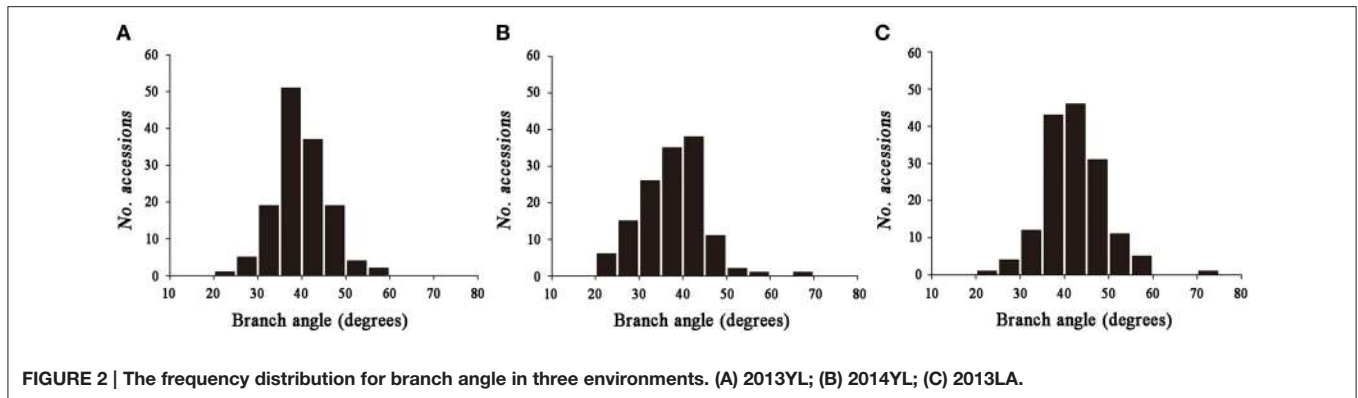 A
60
50
40
30
20
10
0
No. accessions
10 20 30 40 50 60 70 80
Branch angle (degrees)
B
60
50
40
30
20
10
0
No. accessions
10 20 30 40 50 60 70 80
Branch angle (degrees)
C
60
50
40
30
20
10
0
No. accessions
10 20 30 40 50 60 70 80
Branch angle (degrees)
FIGURE 2 | The frequency distribution for branch angle in three environments. (A) 2013YL; (B) 2014YL; (C) 2013LA.